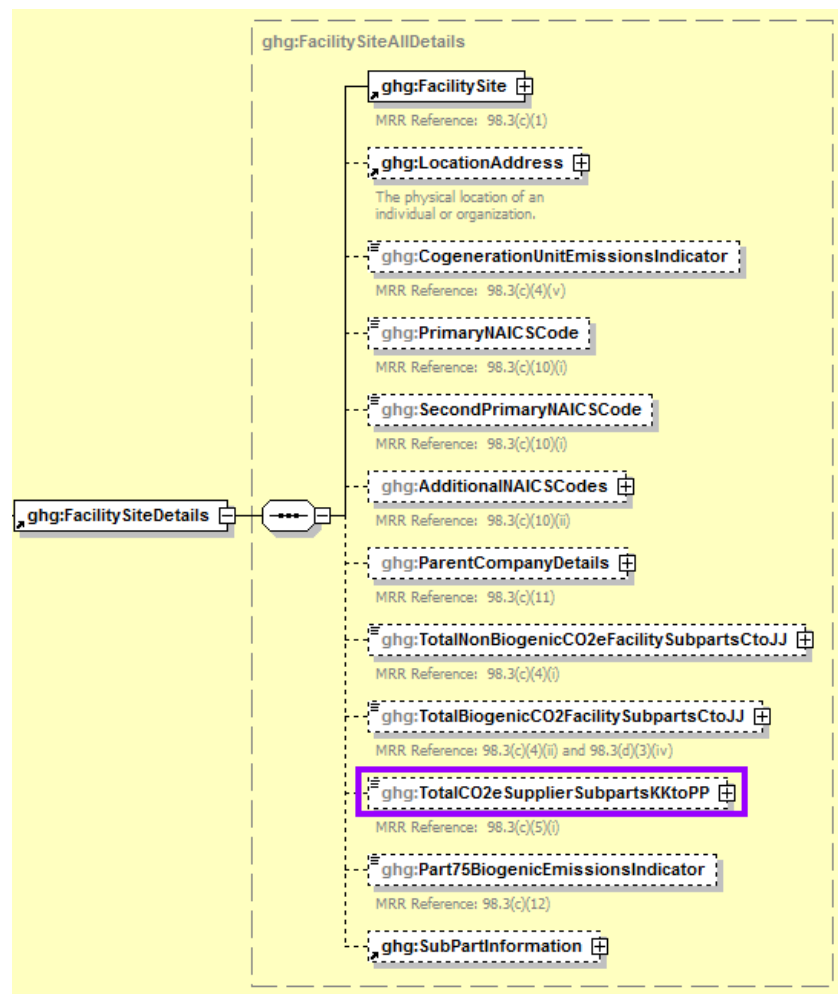 ghg:FacilitySiteAllDetails
ghg:FacilitySite
MRR Reference: 98.3(c)(1)
ghg:LocationAddress
The physical location of an
individual or organization.
ghg:CogenerationUnitEmissionsIndicator
MRR Reference: 98.3(c)(4)(v)
ghg:PrimaryNAICSCode
MRR Reference: 98.3(c)(10)(i)
ghg:SecondPrimaryNAICSCode
MRR Reference: 98.3(c)(10)(i)
ghg:AdditionalNAICSCodes
MRR Reference: 98.3(c)(10)(ii)
ghg:FacilitySiteDetails
ghg:ParentCompanyDetails
MRR Reference: 98.3(c)(11)
ghg:TotalNonBiogenicCO2eFacilitySubpartsCtoJJ
MRR Reference: 98.3(c)(4)(i)
ghg:TotalBiogenicCO2FacilitySubpartsCtoJJ
MRR Reference: 98.3(c)(4)(ii) and 98.3(d)(3)(iv)
ghg:TotalCO2eSupplierSubpartsKKtoPP
MRR Reference: 98.3(c)(5)(i)
ghg:Part75BiogenicEmissionsIndicator
MRR Reference: 98.3(c)(12)
ghg:SubPartInformation